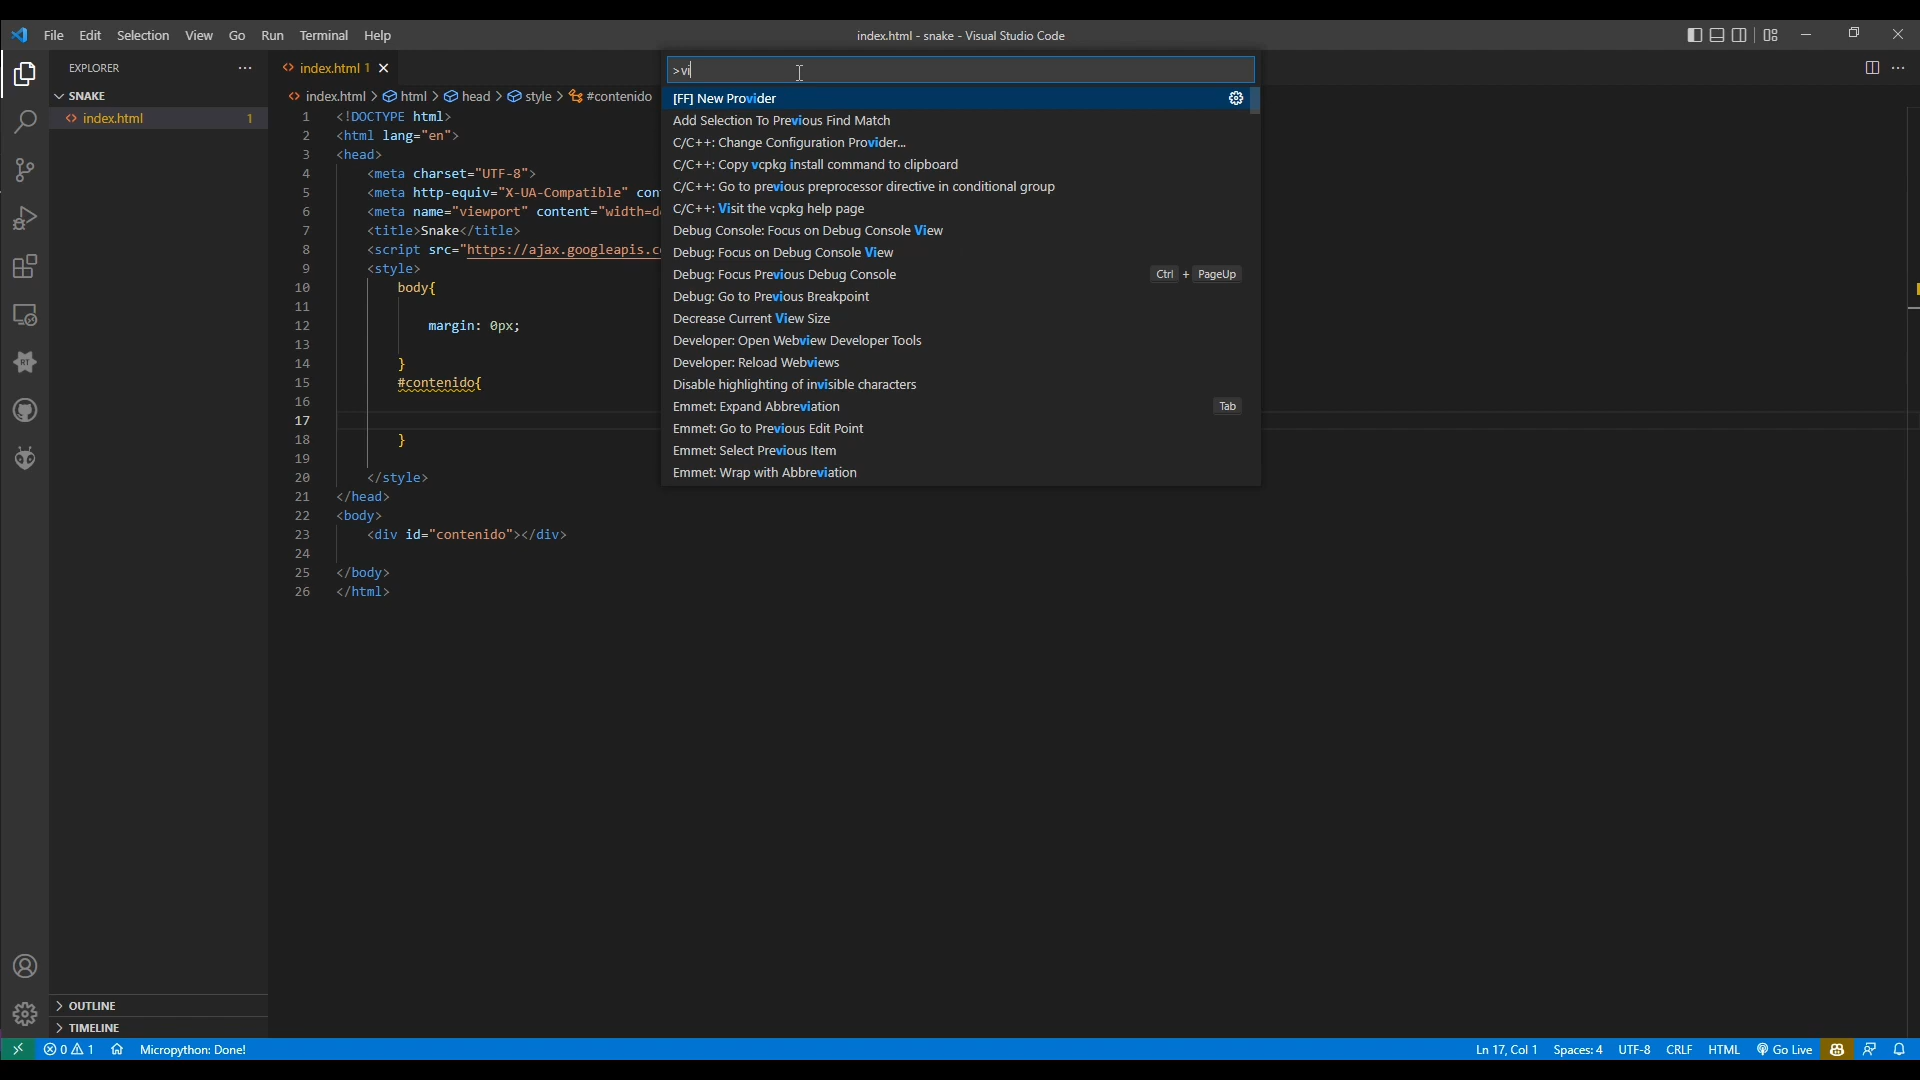 File Edit Selection View Go Run Terminal Help
index.html - snake - Visual Studio Code
EXPLORER ...
SNAKE
index.html 1
OUTLINE
TIMELINE
index.html 1
index.html > html > head > style > #contenido
1 <!DOCTYPE html>
2 <html lang="en">
3 <head>
4 <meta charset="UTF-8">
5 <meta http-equiv="X-UA-Compatible" con
6 <meta name="viewport" content="width=d
7 <title>Snake</title>
8 <script src="https://ajax.googleapis.c
9 <style>
10 body{
11
12 margin: 0px;
13
14 }
15 #contenido{
16
17
18 }
19
20 </style>
21 </head>
22 <body>
23 <div id="contenido"></div>
24
25 </body>
26 </html>
>vi
[FF] New Provider
Add Selection To Previous Find Match
C/C++: Change Configuration Provider...
C/C++: Copy vcpkg install command to clipboard
C/C++: Go to previous preprocessor directive in conditional group
C/C++: Visit the vcpkg help page
Debug Console: Focus on Debug Console View
Debug: Focus on Debug Console View
Debug: Focus Previous Debug Console Ctrl + PageUp
Debug: Go to Previous Breakpoint
Decrease Current View Size
Developer: Open Webview Developer Tools
Developer: Reload Webviews
Disable highlighting of invisible characters
Emmet: Expand Abbreviation Tab
Emmet: Go to Previous Edit Point
Emmet: Select Previous Item
Emmet: Wrap with Abbreviation
0 1 Micropython: Done!
Ln 17, Col 1 Spaces: 4 UTF-8 CRLF HTML Go Live